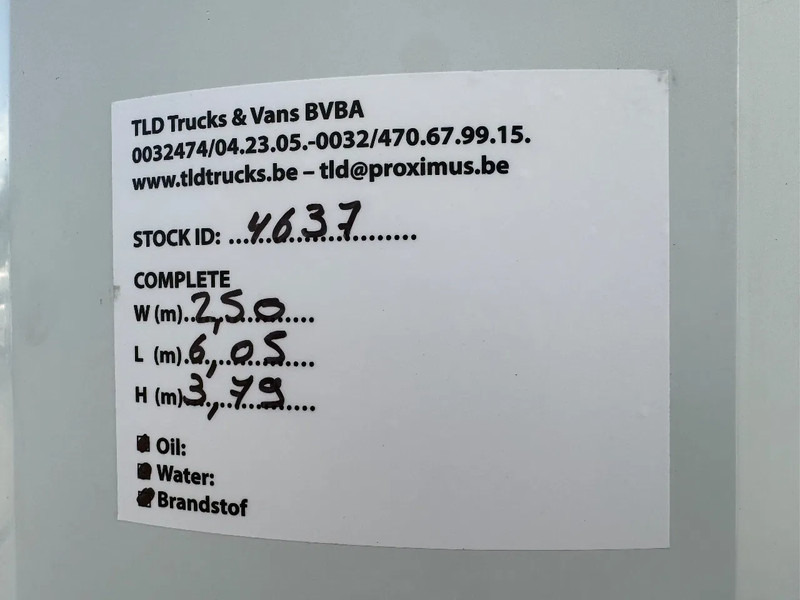 TLD Trucks & Vans BVBA
0032474/04.23.05.-0032/470.67.99.15.
www.tldtrucks.be – tld@proximus.be
STOCK ID: ...4637.........
COMPLETE
W (m)..2,50....
L (m).6,05....
H (m)3,79....
Oil:
Water:
Brandstof